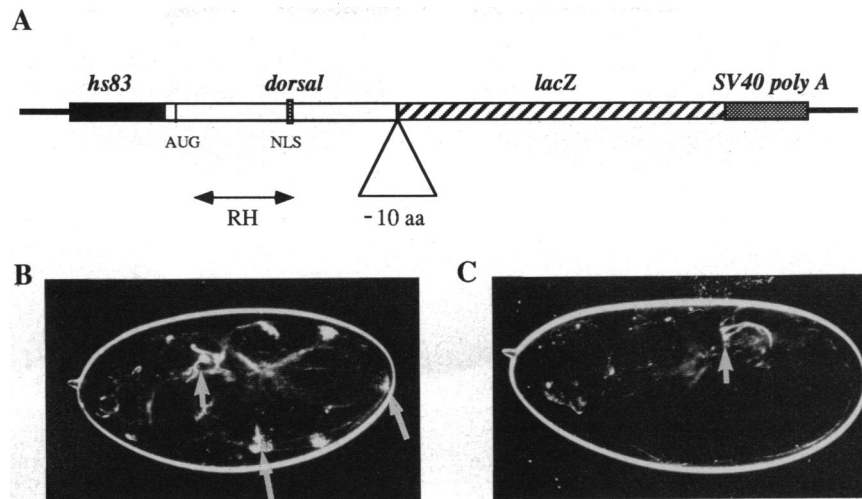 A
hs83 dorsal lacZ SV40 poly A
AUG NLS
RH -10 aa
B C